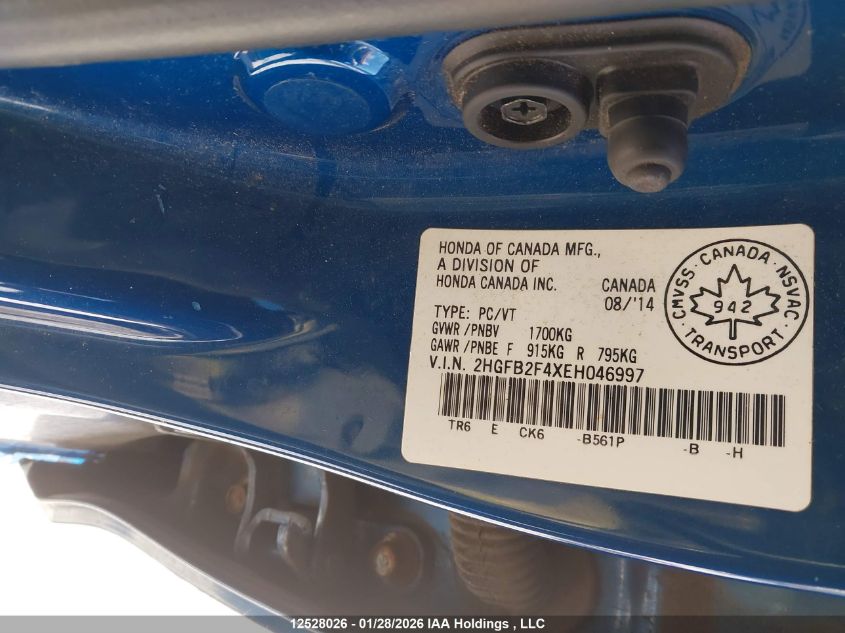 HONDA OF CANADA MFG.,
A DIVISION OF
HONDA CANADA INC.
CANADA
08/'14
TYPE: PC/VT
GVWR/PNBV 1700KG
GAWR/PNBE F 915KG R 795KG
V.I.N. 2HGFB2F4XEH046997
TR6 E CK6 -B561P -B -H
CMVSS · CANADA · NSVAC
942
TRANSPORT
12528026 - 01/28/2026 IAA Holdings , LLC